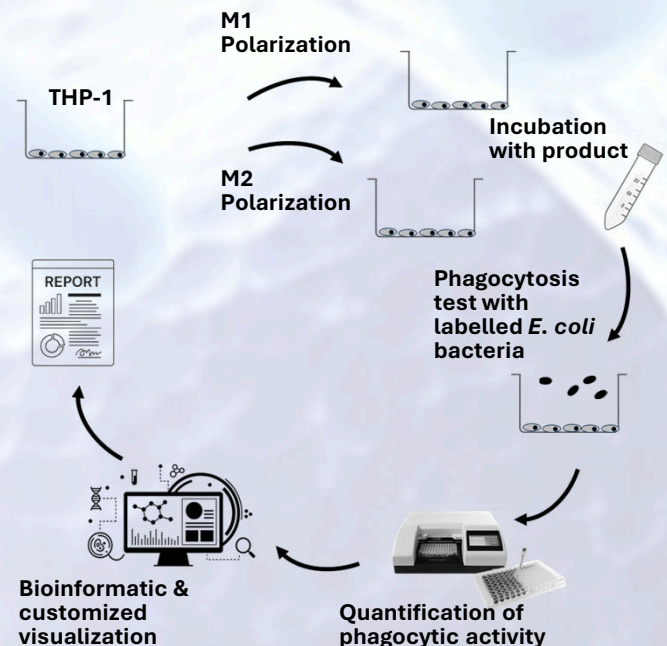 M1
Polarization
THP-1
Incubation
with product
M2
Polarization
REPORT
Phagocytosis
test with
labelled E. coli
bacteria
Bioinformatic &
customized
visualization
Quantification of
phagocytic activity